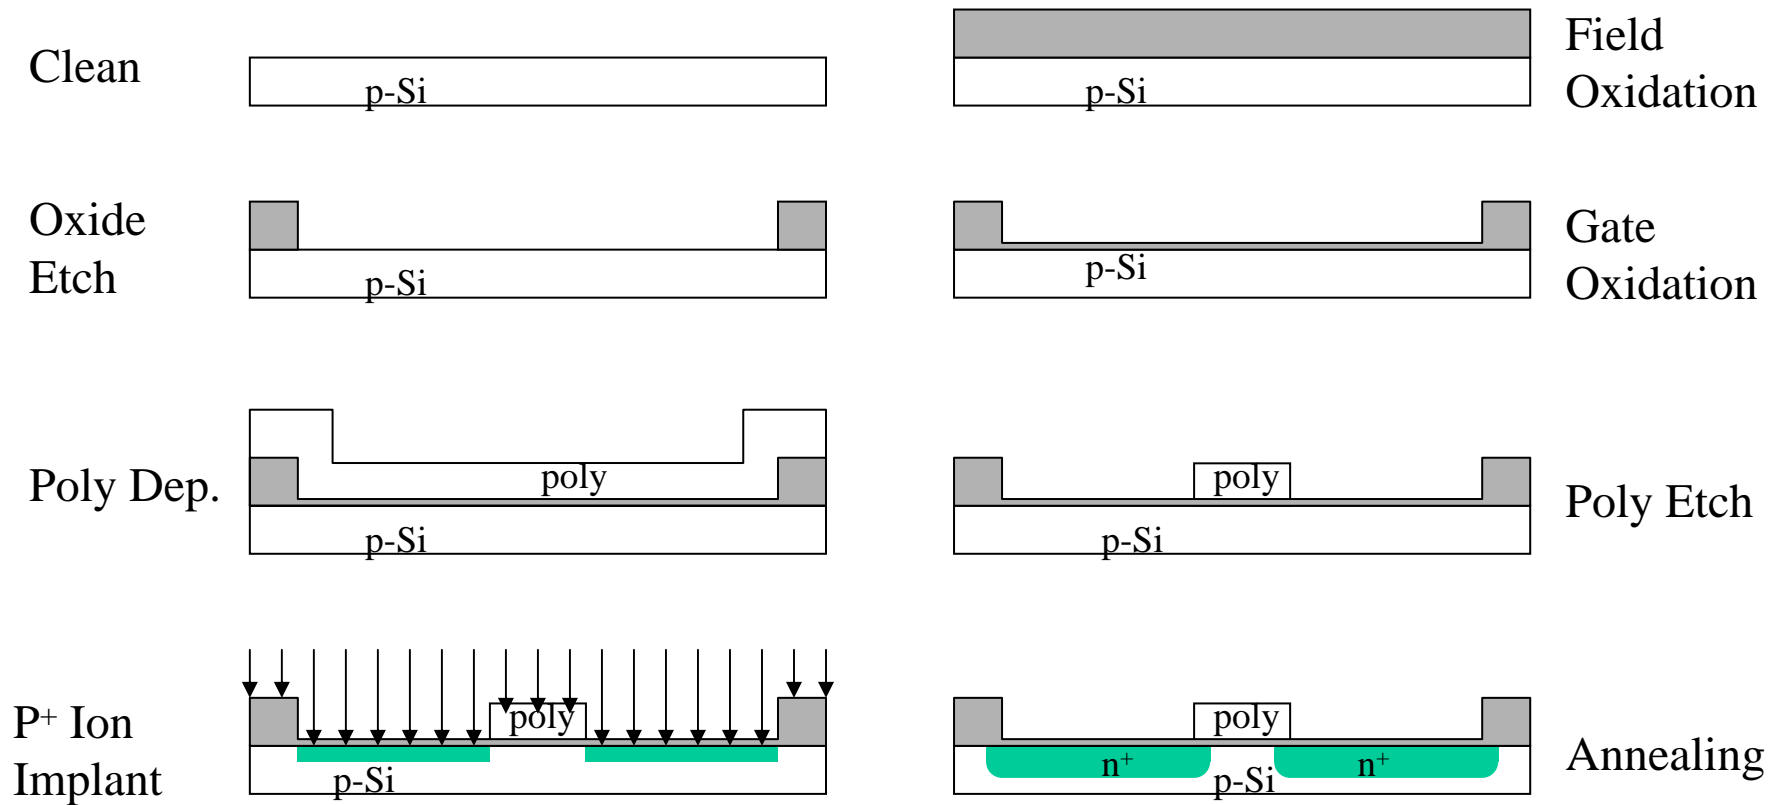 Clean
p-Si
Field
Oxidation
p-Si
Oxide
Etch
p-Si
Gate
Oxidation
p-Si
Poly Dep.
poly
p-Si
Poly Etch
poly
p-Si
P⁺ Ion
Implant
poly
p-Si
Annealing
poly
n⁺
p-Si
n⁺